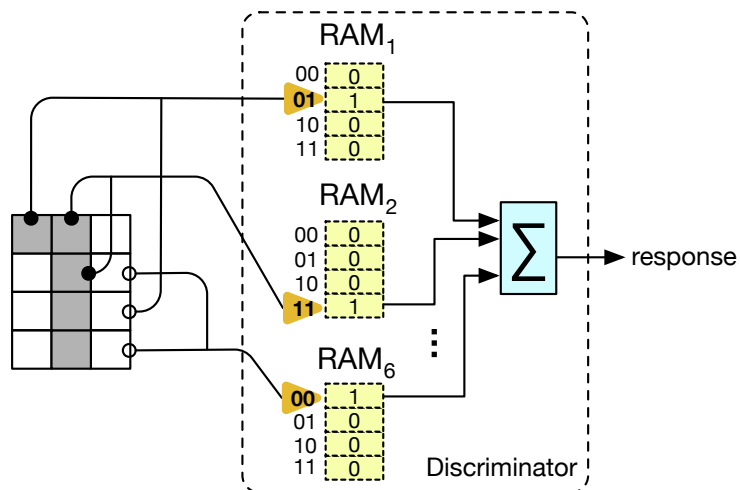 RAM₁
00 0
01 1
10 0
11 0
RAM₂
00 0
01 0
10 0
11 1
∑
response
⋮
RAM₆
00 1
01 0
10 0
11 0
Discriminator